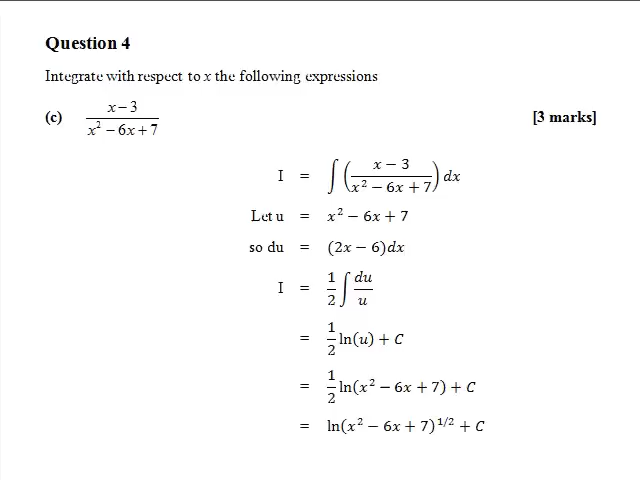 Question 4
Integrate with respect to x the following expressions
(c) x − 3 / x² − 6x + 7 [3 marks]
I = ∫ (x − 3 / x² − 6x + 7) dx
Let u = x² − 6x + 7
so du = (2x − 6)dx
I = 1/2 ∫ du/u
= 1/2 ln(u) + C
= 1/2 ln(x² − 6x + 7) + C
= ln(x² − 6x + 7)^1/2 + C